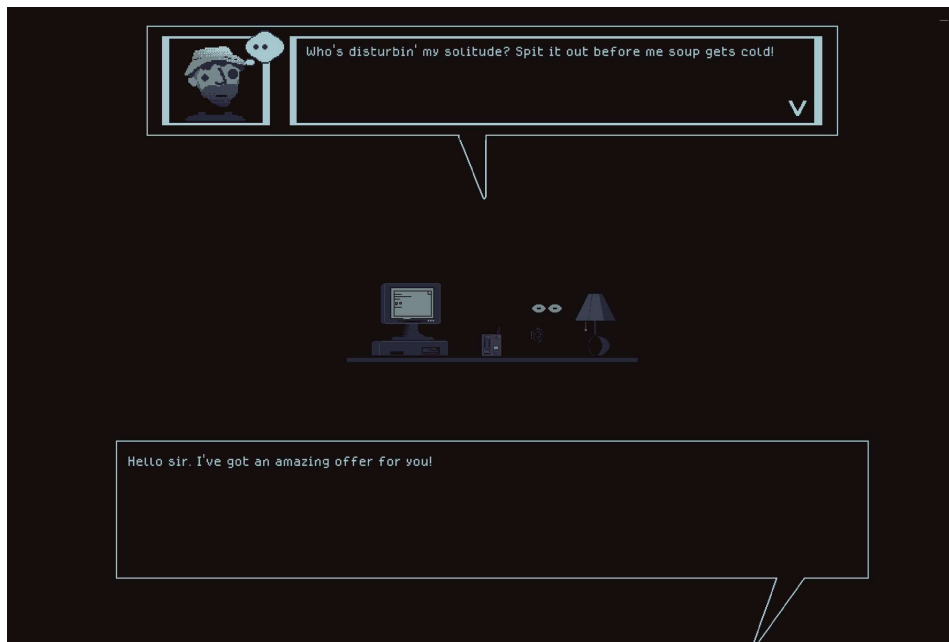 Who's disturbin' my solitude? Spit it out before me soup gets cold!
Hello sir. I've got an amazing offer for you!